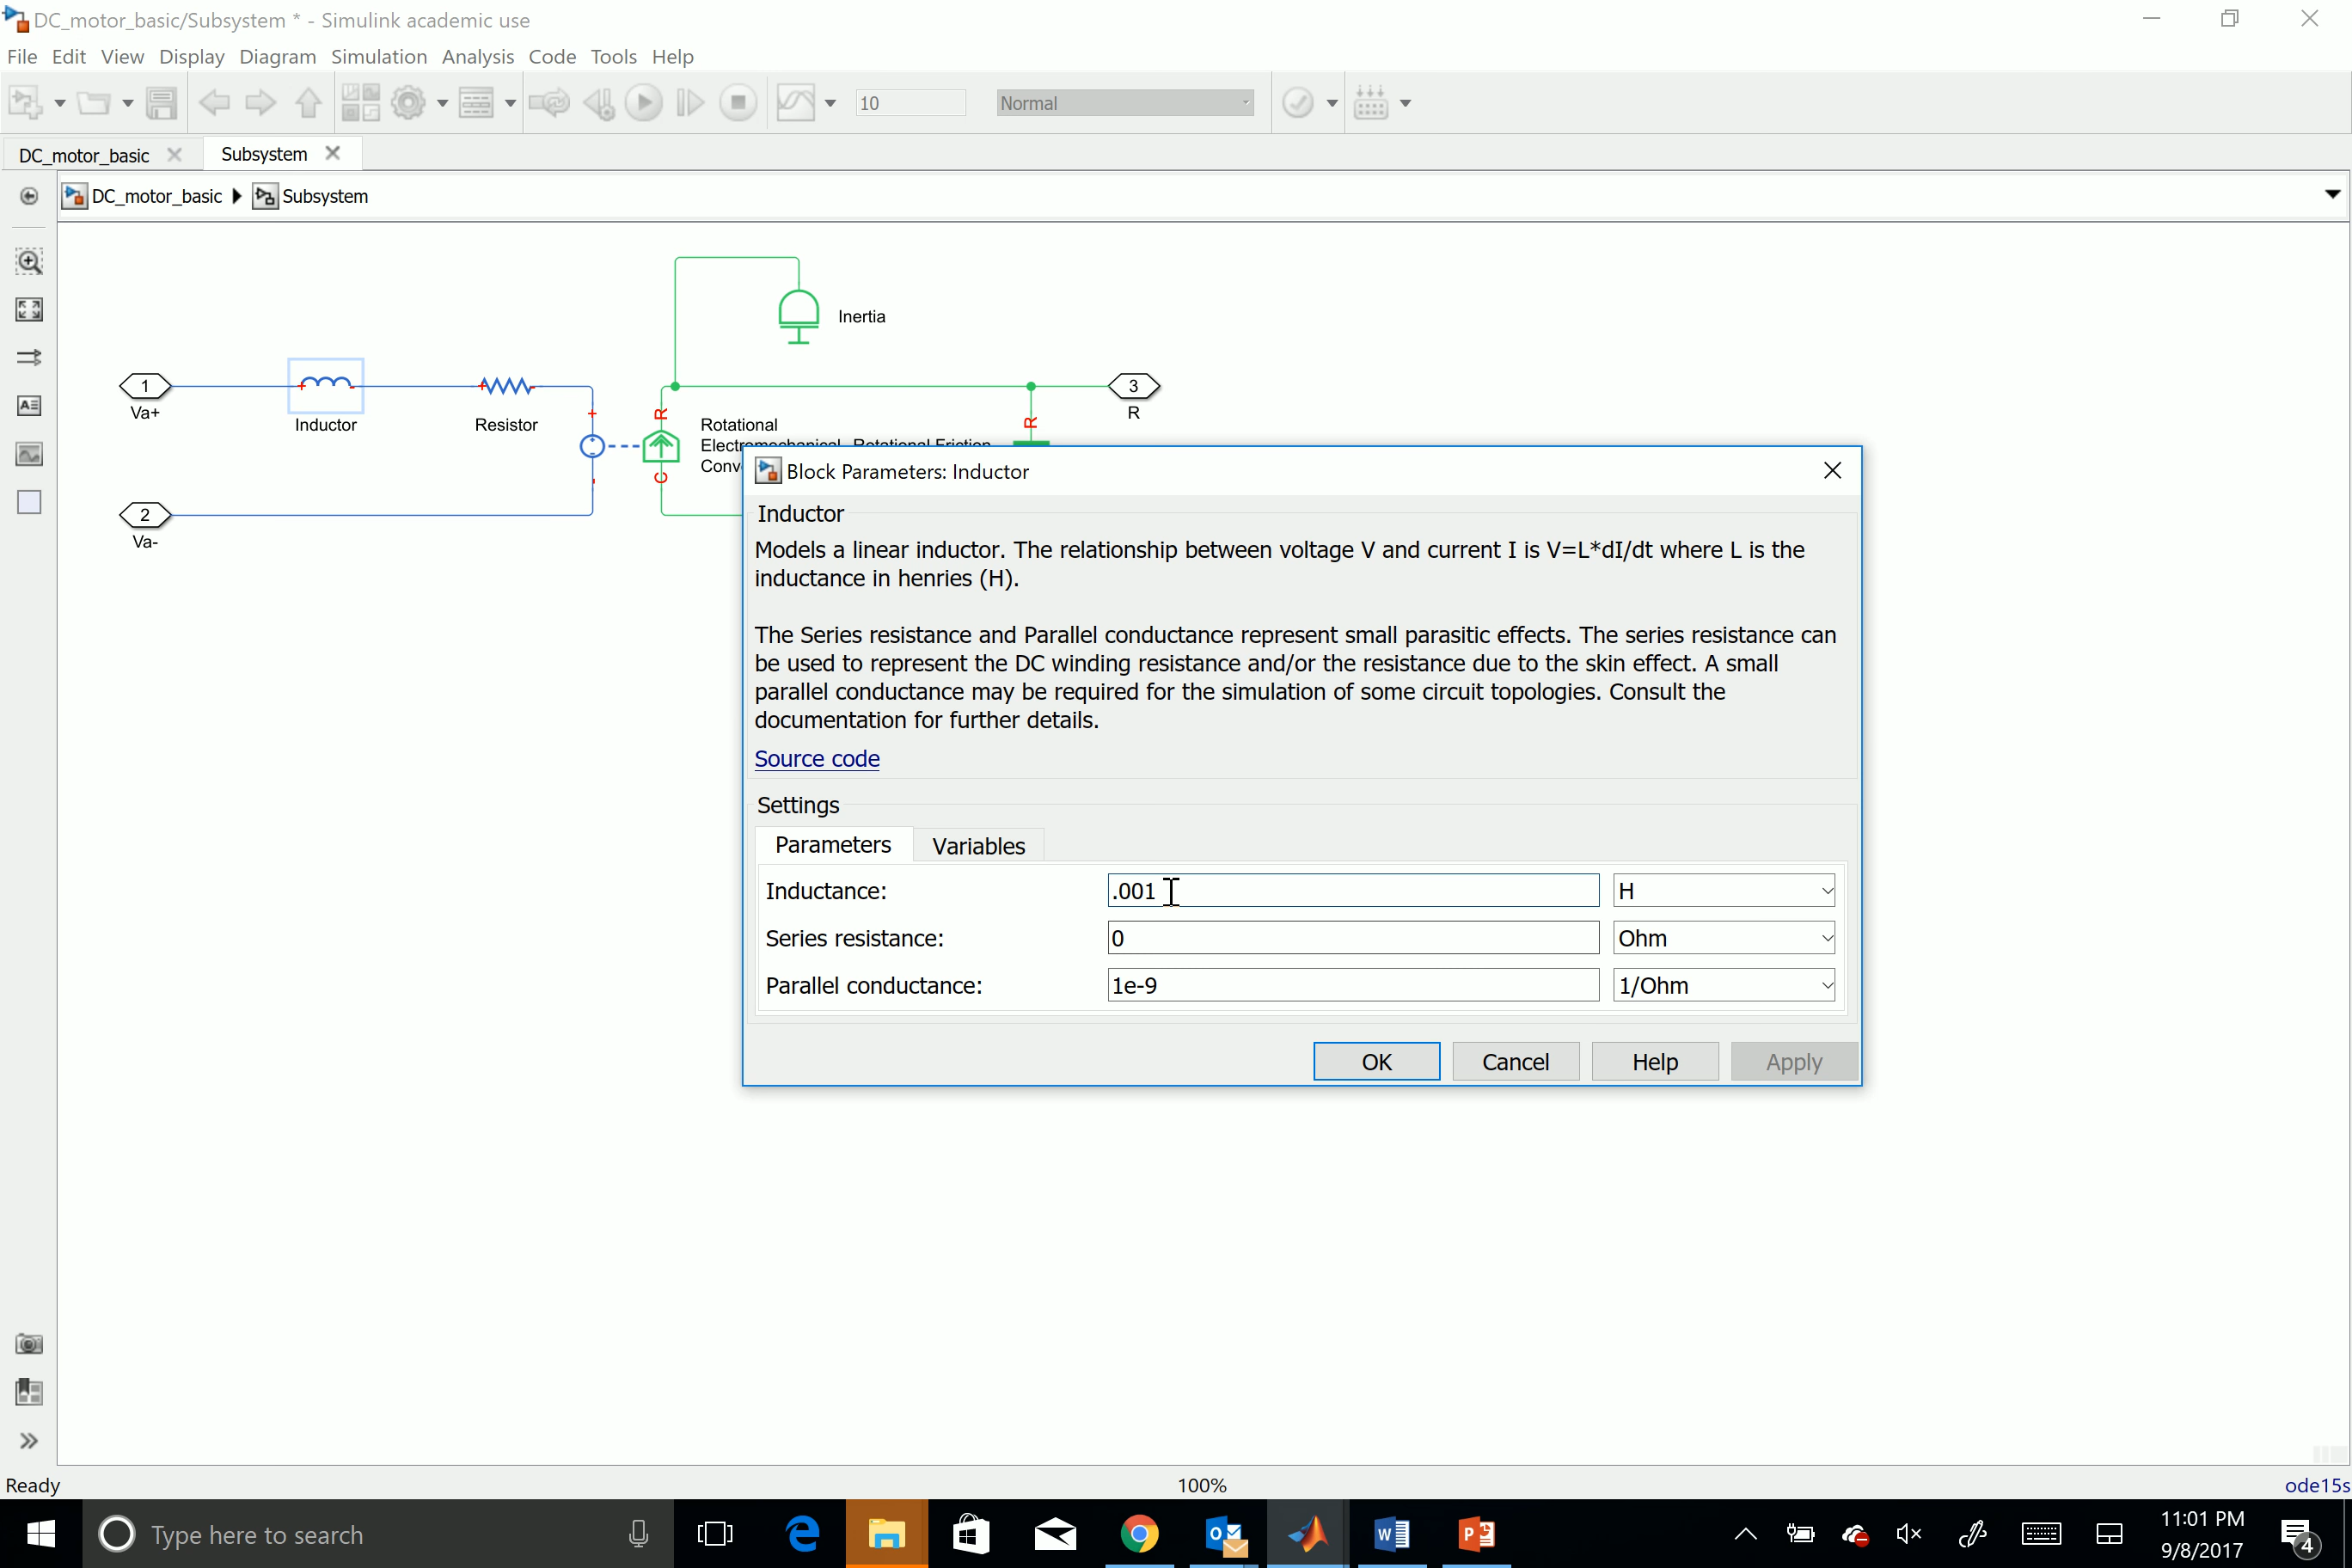 DC_motor_basic/Subsystem * - Simulink academic use
File Edit View Display Diagram Simulation Analysis Code Tools Help
10
Normal
DC_motor_basic
Subsystem
DC_motor_basic
Subsystem
Inertia
1
Va+
Inductor
+
-
+
-
Resistor
+
-
R
C
Rotational
Electromechanical
Conv
Rotational Friction
R
3
R
2
Va-
Block Parameters: Inductor
Inductor
Models a linear inductor. The relationship between voltage V and current I is V=L*dI/dt where L is the
inductance in henries (H).
The Series resistance and Parallel conductance represent small parasitic effects. The series resistance can
be used to represent the DC winding resistance and/or the resistance due to the skin effect. A small
parallel conductance may be required for the simulation of some circuit topologies. Consult the
documentation for further details.
Source code
Settings
Parameters
Variables
Inductance: .001 H
Series resistance: 0 Ohm
Parallel conductance: 1e-9 1/Ohm
OK Cancel Help Apply
Ready
100%
ode15s
Type here to search
11:01 PM
9/8/2017
4